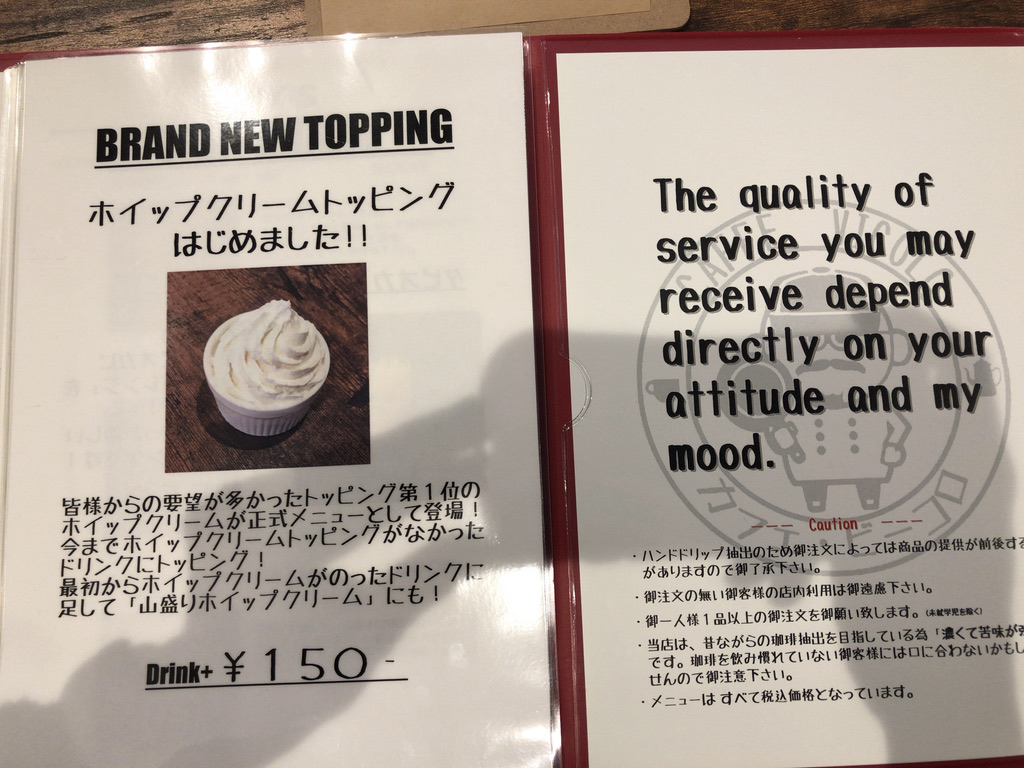 BRAND NEW TOPPING
ホイップクリームトッピング
はじめました!!
皆様からの要望が多かったトッピング第１位の
ホイップクリームが正式メニューとして登場！
今までホイップクリームトッピングがなかった
ドリンクにトッピング！
最初からホイップクリームがのったドリンクに
足して「山盛りホイップクリーム」にも！
Drink+ ￥１５０-
The quality of
service you may
receive depend
directly on your
attitude and my
mood.
CAFFE VICOLO
カフェ・ビコロ
--- Caution ---
・ハンドドリップ抽出のため御注文によっては商品の提供が前後する
がありますので御了承下さい。
・御注文の無い御客様の店内利用は御遠慮下さい。
・御一人様１品以上の御注文を御願い致します。(未就学児を除く)
・当店は、昔ながらの珈琲抽出を目指している為「濃くて苦味が強
です。珈琲を飲み慣れていない御客様には口に合わないかもし
せんので御注意下さい。
・メニューは すべて税込価格となっています。